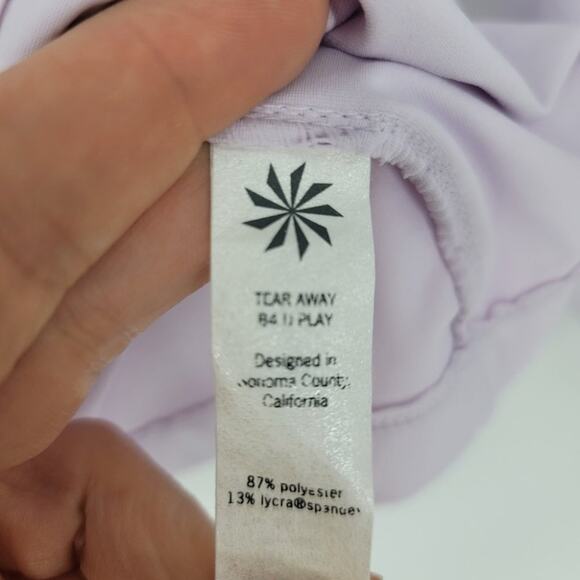 TEAR AWAY
B4 U PLAY
Designed in
Sonoma County,
California
87% polyester
13% lycra®spandex